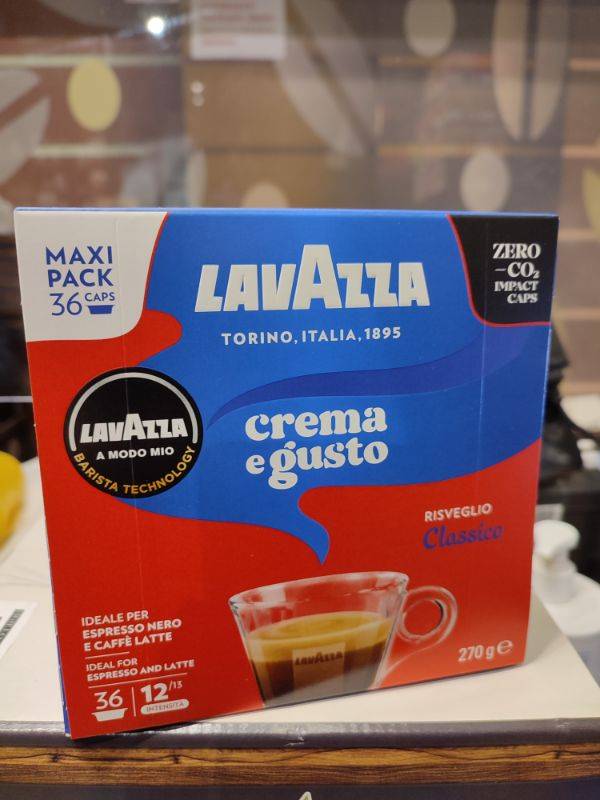 MAXI
PACK
36 CAPS
LAVAZZA
TORINO, ITALIA, 1895
ZERO
-CO₂
IMPACT
CAPS
LAVAZZA
A MODO MIO
BARISTA TECHNOLOGY
crema
e gusto
RISVEGLIO
Classico
IDEALE PER
ESPRESSO NERO
E CAFFÈ LATTE
IDEAL FOR
ESPRESSO AND LATTE
36
12/13
INTENSITÀ
LAVAZZA
270 g e